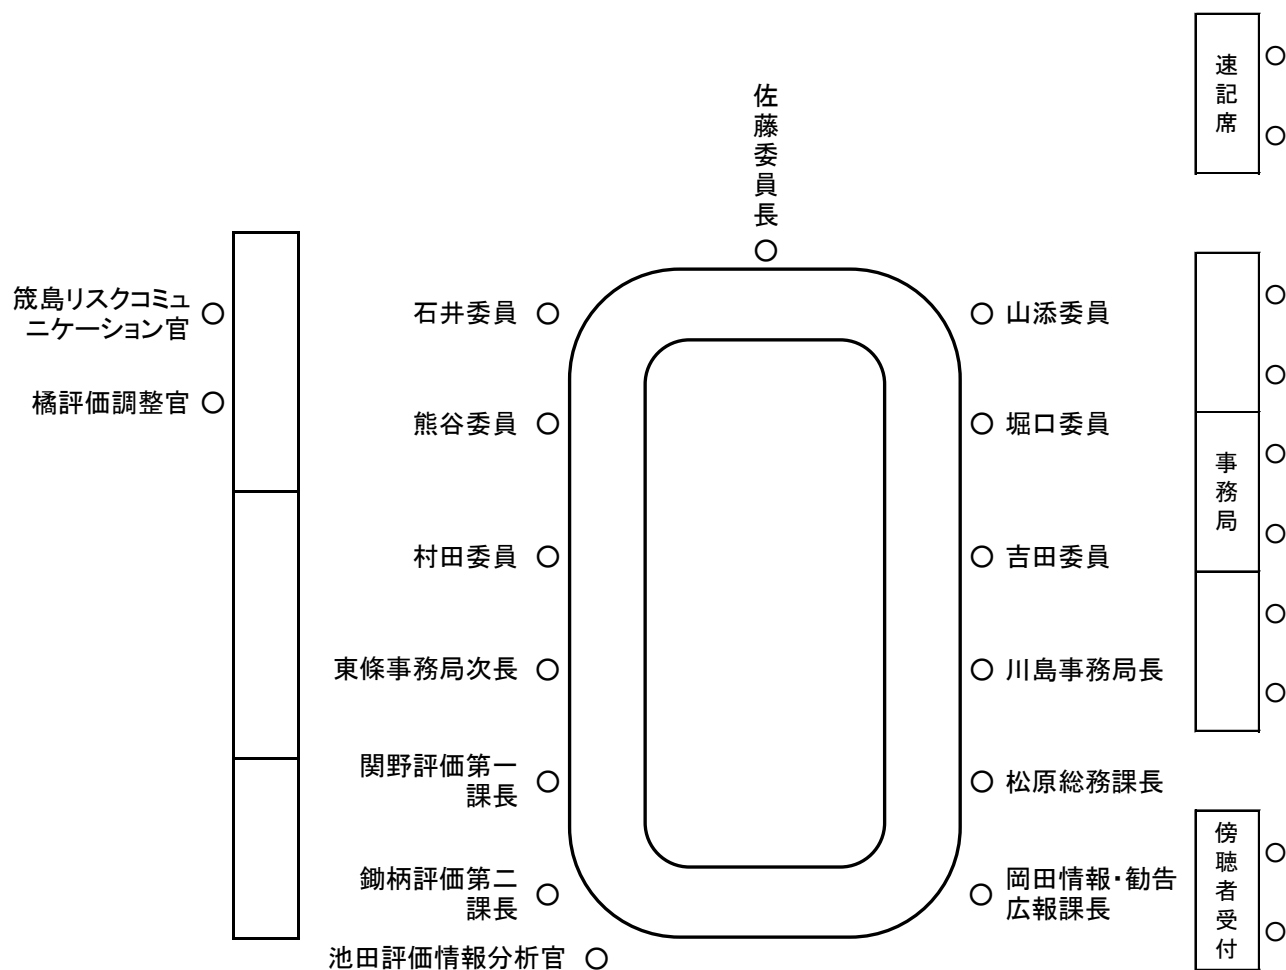 速記席
佐藤委員長
筬島リスクコミュ
ニケーション官
石井委員
山添委員
橘評価調整官
熊谷委員
堀口委員
事務局
村田委員
吉田委員
東條事務局次長
川島事務局長
関野評価第一
課長
松原総務課長
鋤柄評価第二
課長
岡田情報・勧告
広報課長
傍聴者受付
池田評価情報分析官